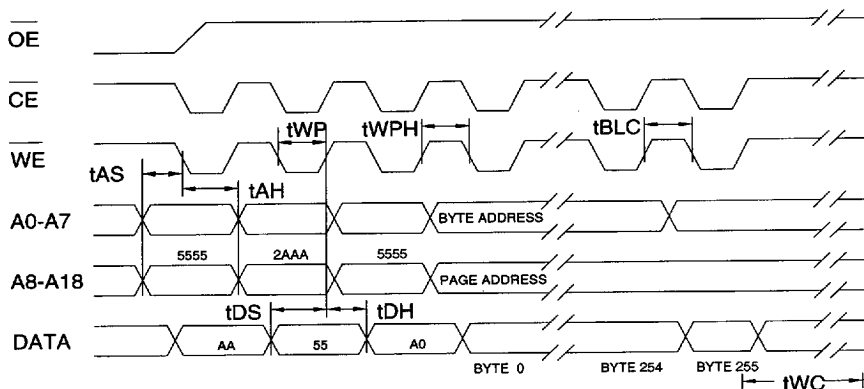 OE
CE
tWP tWPH tBLC
WE
tAS tAH
A0-A7 BYTE ADDRESS
5555 2AAA 5555
A8-A18 PAGE ADDRESS
tDS tDH
DATA AA 55 A0
BYTE 0 BYTE 254 BYTE 255
tWC